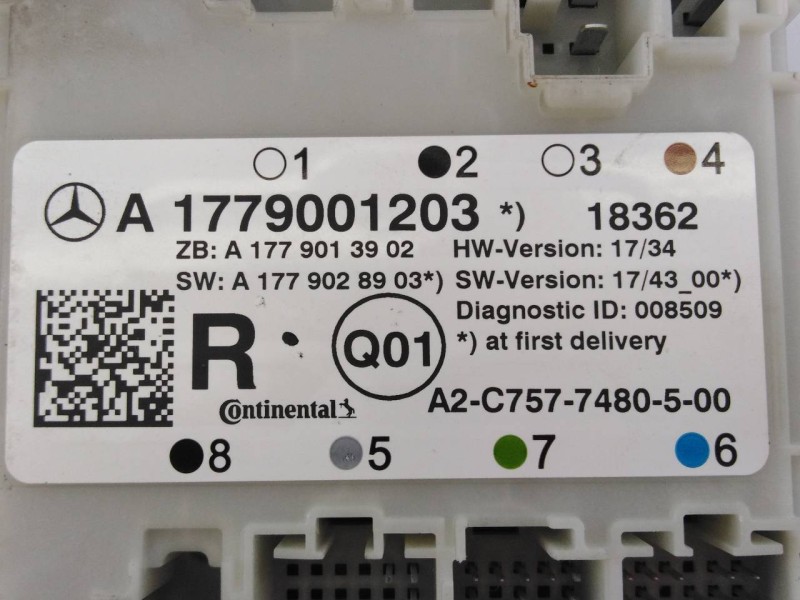 1 2 3 4
A 1779001203 *) 18362
ZB: A 177 901 39 02 HW-Version: 17/34
SW: A 177 902 89 03*) SW-Version: 17/43_00*)
Diagnostic ID: 008509
R Q01 *) at first delivery
Continental A2-C757-7480-5-00
8 5 7 6